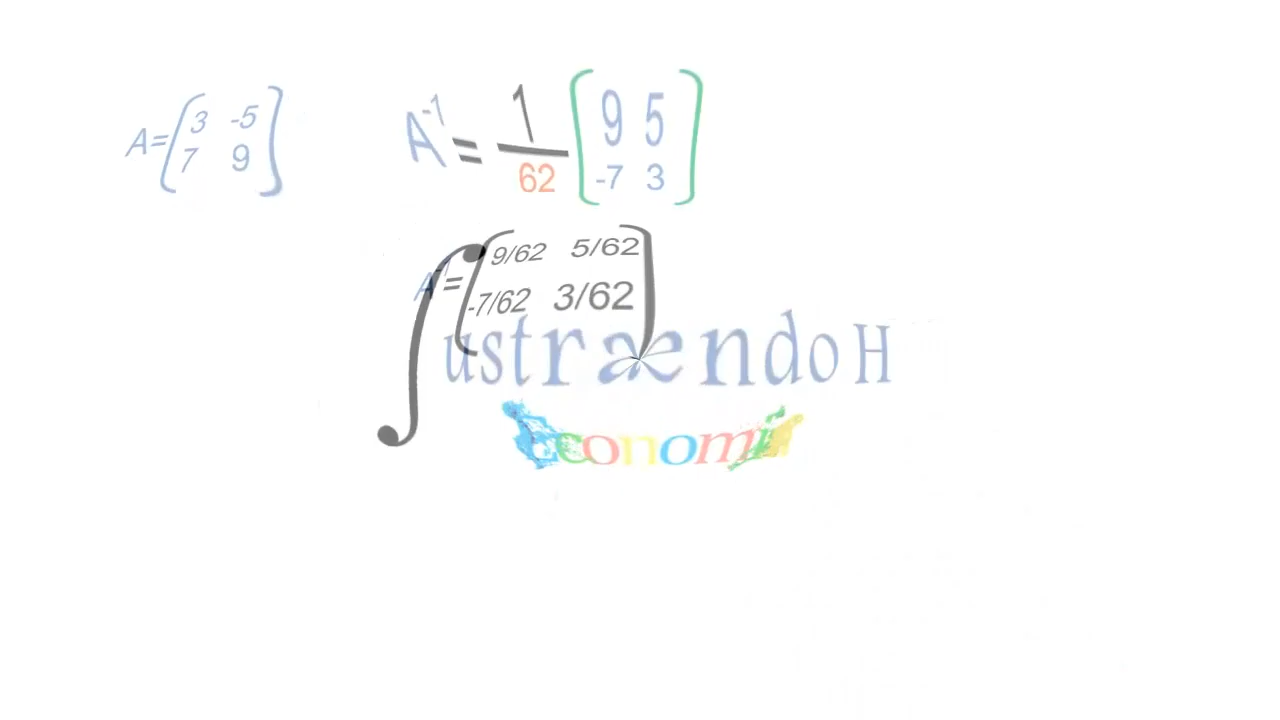 A= [3 -5
7 9]
A⁻¹ = 1/62 [9 5
-7 3]
A⁻¹ = [9/62 5/62
-7/62 3/62]
∫ustrændo H
Economi